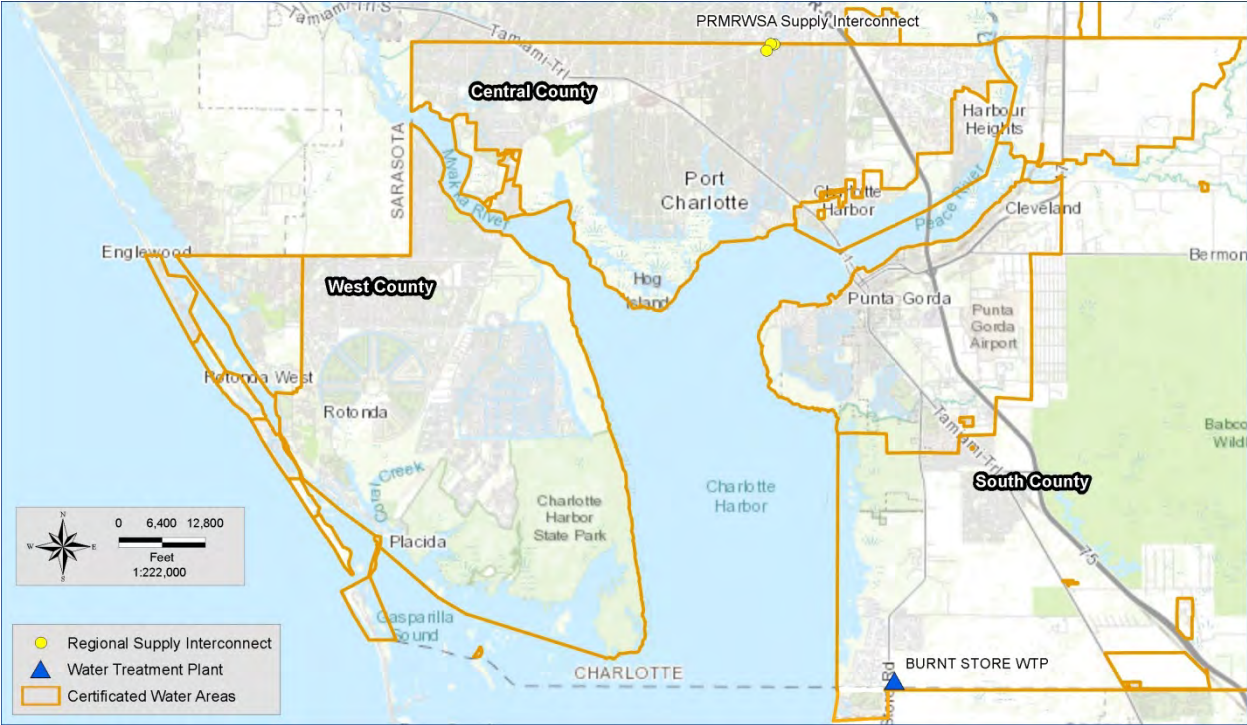 Tamiami-Trl S
PRMRWSA Supply Interconnect
Tamiami-Trl
Central County
Harbour
Heights
SARASOTA
Myakka River
Port
Charlotte
Charlotte
Harbor
Peace River
Cleveland
Englewood
Hog
Island
Bermon
West County
Punta Gorda
Punta
Gorda
Airport
Rotonda West
Rotonda
Tamiami-Trl
Babco
Wildl
South County
Coral Creek
Charlotte
Harbor
Charlotte
Harbor
State Park
N
W
E
S
0 6,400 12,800
Feet
1:222,000
Placida
75
Gasparilla
Sound
Regional Supply Interconnect
Water Treatment Plant
Certificated Water Areas
CHARLOTTE
BURNT STORE WTP
Store Rd